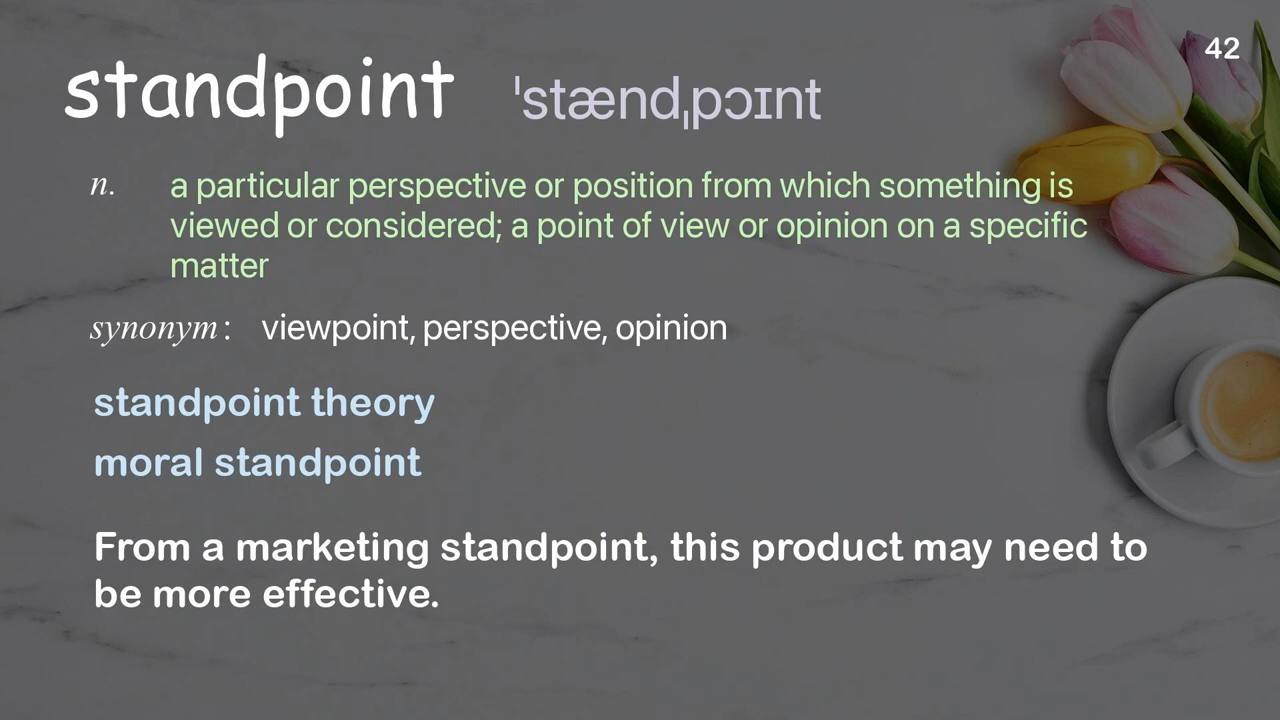 42
standpoint ˈstændˌpɔɪnt
n. a particular perspective or position from which something is
viewed or considered; a point of view or opinion on a specific
matter
synonym: viewpoint, perspective, opinion
standpoint theory
moral standpoint
From a marketing standpoint, this product may need to
be more effective.